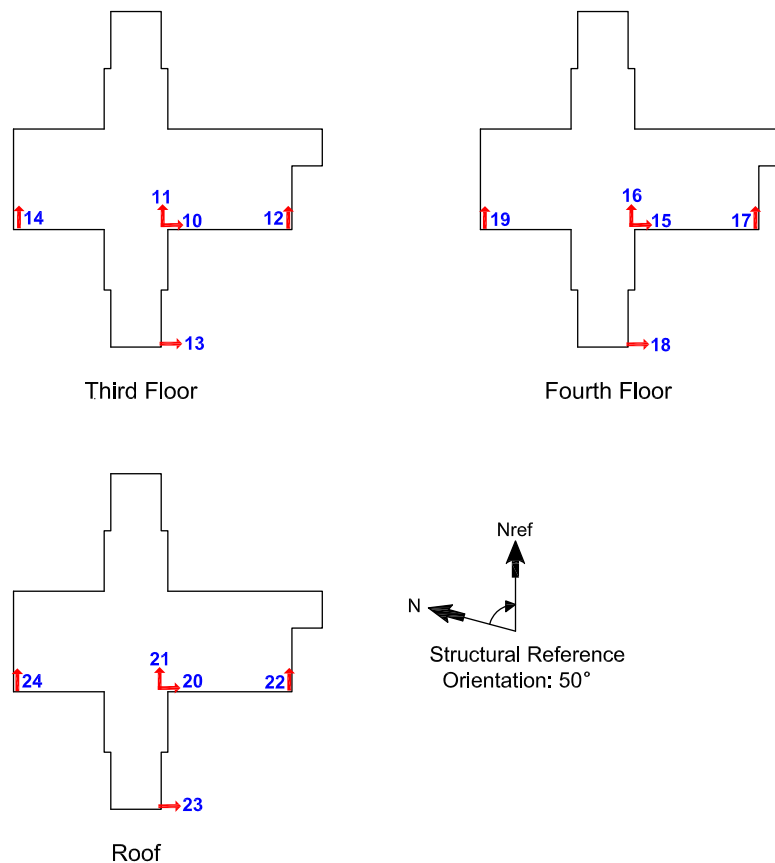 11
14
10
12
13
Third Floor
16
19
15
17
18
Fourth Floor
21
24
20
22
23
Roof
Nref
N
Structural Reference
Orientation: 50°